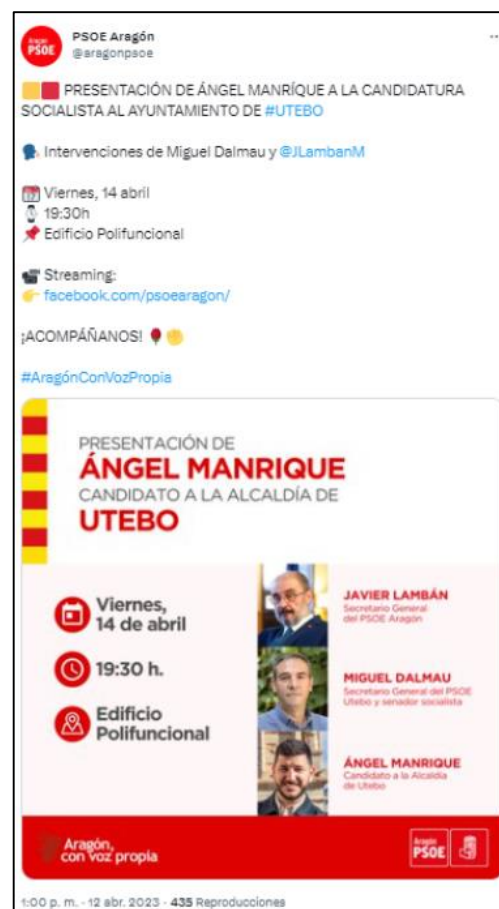 PSOE Aragón
@aragonpsoe
PRESENTACIÓN DE ÁNGEL MANRÍQUE A LA CANDIDATURA
SOCIALISTA AL AYUNTAMIENTO DE #UTEBO
Intervenciones de Miguel Dalmau y @JLambanM
Viernes, 14 abril
19:30h
Edificio Polifuncional
Streaming:
facebook.com/psoearagon/
¡ACOMPÁÑANOS!
#AragónConVozPropia
PRESENTACIÓN DE
ÁNGEL MANRIQUE
CANDIDATO A LA ALCALDÍA DE
UTEBO
Viernes,
14 de abril
19:30 h.
Edificio
Polifuncional
JAVIER LAMBÁN
Secretario General
del PSOE Aragón
MIGUEL DALMAU
Secretario General del PSOE
Utebo y senador socialista
ÁNGEL MANRIQUE
Candidato a la Alcaldía
de Utebo
Aragón,
con voz propia
Aragón
PSOE
1:00 p. m. · 12 abr. 2023 · 435 Reproducciones